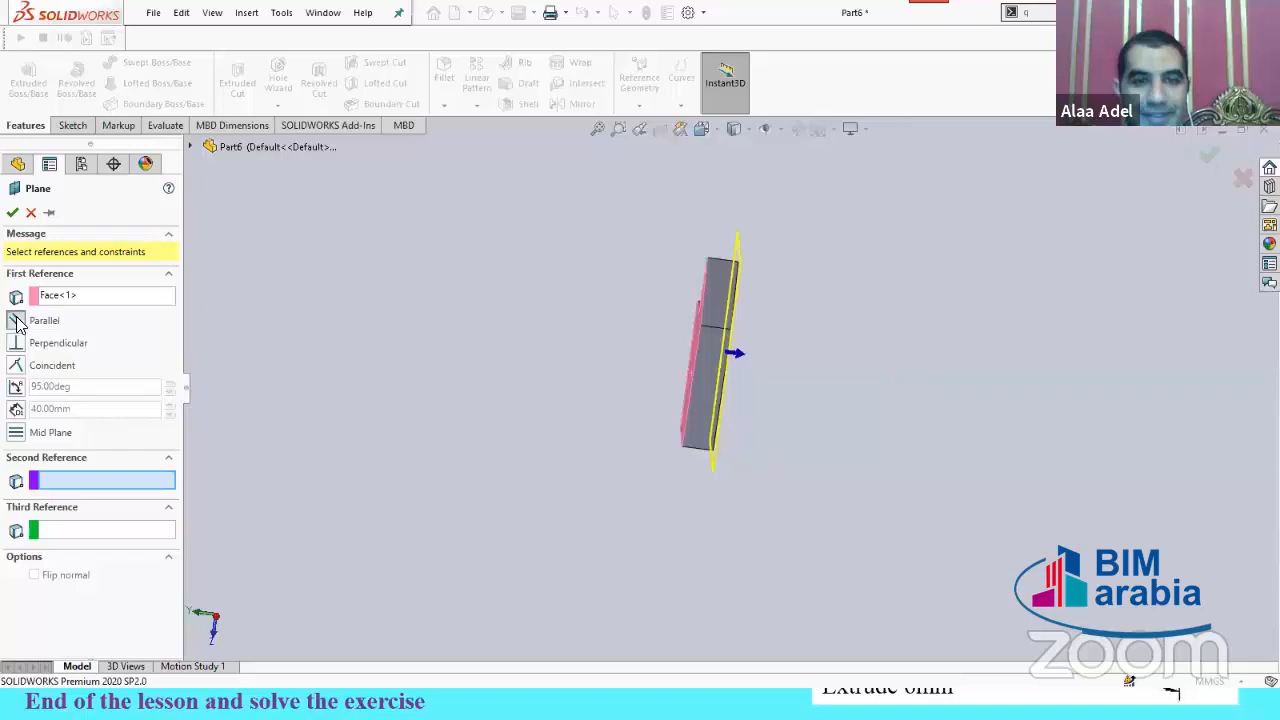 SOLIDWORKS File Edit View Insert Tools Window Help Part6 * q
Extruded Boss/Base
Revolved Boss/Base
Swept Boss/Base
Lofted Boss/Base
Boundary Boss/Base
Extruded Cut
Hole Wizard
Revolved Cut
Swept Cut
Lofted Cut
Boundary Cut
Fillet
Linear Pattern
Rib
Draft
Shell
Wrap
Intersect
Mirror
Reference Geometry
Curves
Instant3D
Alaa Adel
Features Sketch Markup Evaluate MBD Dimensions SOLIDWORKS Add-Ins MBD
Part6 (Default<<Default>...
Plane
Message
Select references and constraints
First Reference
Face<1>
Parallel
Perpendicular
Coincident
95.00deg
40.00mm
Mid Plane
Second Reference
Third Reference
Options
Flip normal
Y
Z
BIM
arabia
zoom
Model 3D Views Motion Study 1
SOLIDWORKS Premium 2020 SP2.0 MMGS
Extrude 6mm
End of the lesson and solve the exercise